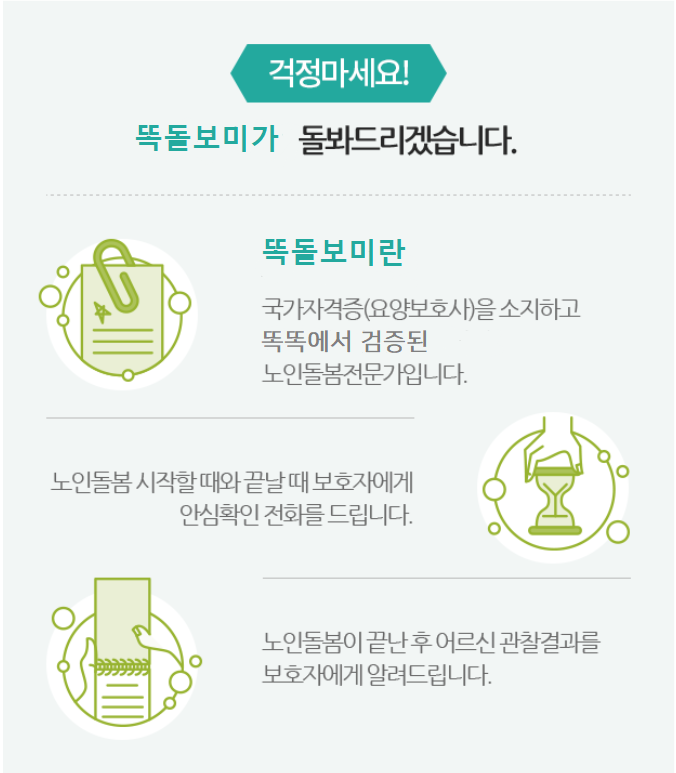 걱정마세요!
똑돌보미가 돌봐드리겠습니다.
똑돌보미란
국가자격증(요양보호사)을 소지하고
똑똑에서 검증된
노인돌봄전문가입니다.
노인돌봄 시작할 때와 끝날 때 보호자에게
안심확인 전화를 드립니다.
노인돌봄이 끝난 후 어르신 관찰결과를
보호자에게 알려드립니다.